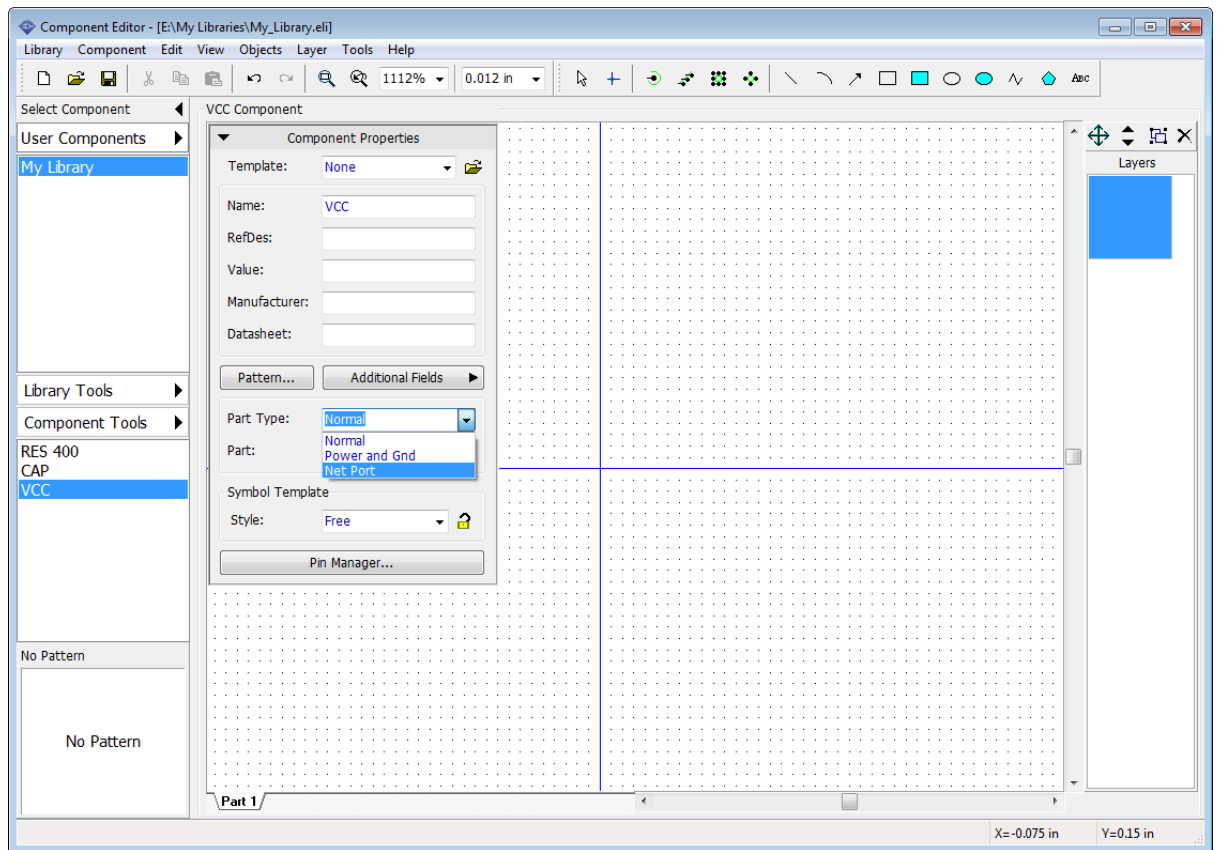 Component Editor - [E:\My Libraries\My_Library.eli]
Library Component Edit View Objects Layer Tools Help
1112% 0.012 in ABC
Select Component
User Components
My Library
Library Tools
Component Tools
RES 400
CAP
VCC
No Pattern
No Pattern
VCC Component
Component Properties
Template: None
Name: VCC
RefDes:
Value:
Manufacturer:
Datasheet:
Pattern... Additional Fields
Part Type: Normal
Normal
Part: Power and Gnd
Net Port
Symbol Template
Style: Free
Pin Manager...
Part 1
Layers
X=-0.075 in Y=0.15 in